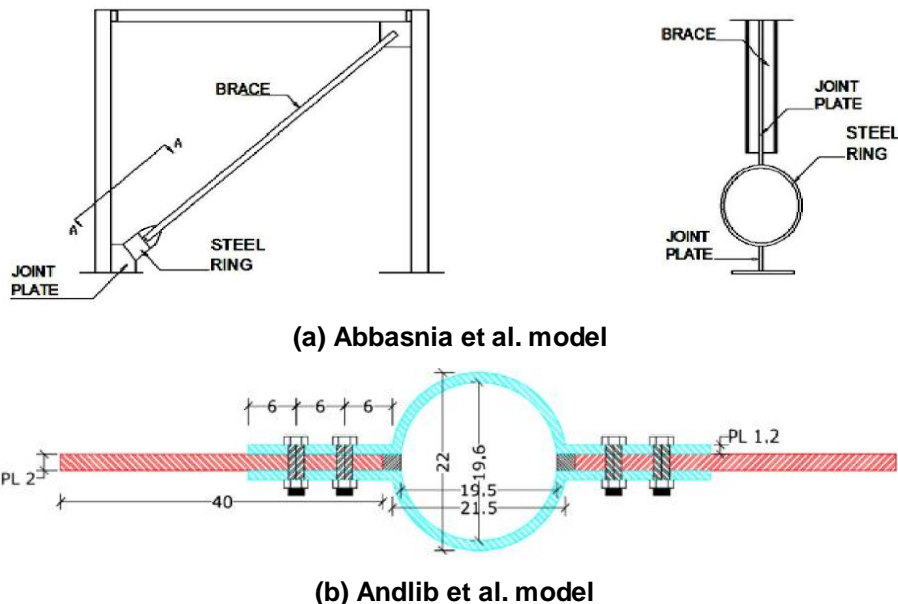 BRACE
A
A
STEEL
RING
JOINT
PLATE
BRACE
JOINT
PLATE
STEEL
RING
JOINT
PLATE
(a) Abbasnia et al. model
6 6 6
PL 1.2
22
19.6
PL 2
19.5
40
21.5
(b) Andlib et al. model